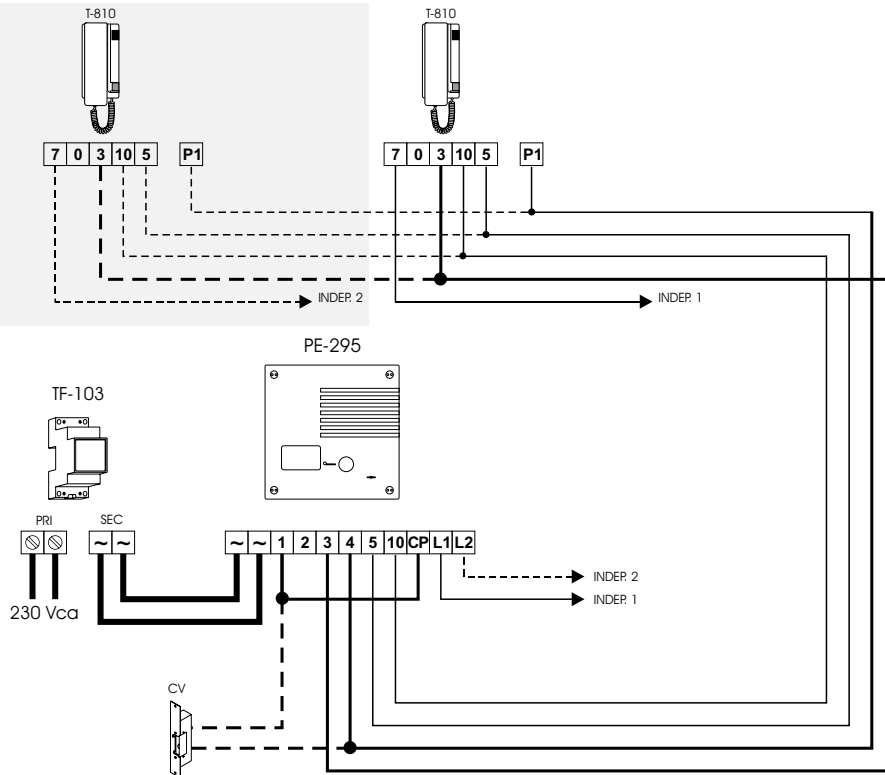 T-810 T-810
7 0 3 10 5 P1 7 0 3 10 5 P1
INDEP. 2 INDEP. 1
PE-295
TF-103
PRI SEC
~ ~ ~ ~ 1 2 3 4 5 10 CP L1 L2
INDEP. 2
INDEP. 1
230 Vca
CV